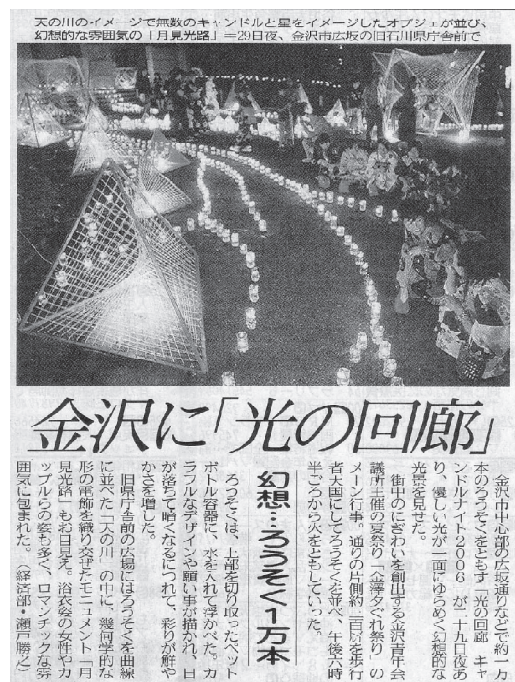 天の川のイメージで無数のキャンドルと星をイメージしたオブジェが並び、
幻想的な雰囲気の「月見光路」＝29日夜、金沢市広坂の旧石川県庁舎前で
金沢に「光の回廊」
幻想…ろうそく1万本
金沢市中心部の広坂通りなどで約一万
本のろうそくをともす「光の回廊　キャ
ンドルナイト2006」が二十九日夜あ
り、優しい光が一面にゆらめく幻想的な
光景を見せた。
街中のにぎわいを創出する金沢青年会
議所主催の夏祭り「金澤夕ぐれ祭り」の
メーン行事。通りの片側約二百㍍を歩行
者天国にしてろうそくを並べ、午後六時
半ごろから火をともしていった。
ろうそくは、上部を切り取ったペット
ボトル容器に、水を入れて浮かべた。カ
ラフルなデザインや願い事が描かれ、日
が落ちて暗くなるにつれて、彩りが鮮や
かさを増した。
旧県庁舎前の広場にはろうそくを曲線
に並べた「天の川」の中に、幾何学的な
形の電飾を織り交ぜたモニュメント「月
見光路」もお目見え。浴衣姿の女性やカ
ップルらの姿も多く、ロマンチックな雰
囲気に包まれた。（経済部・瀬戸勝之）